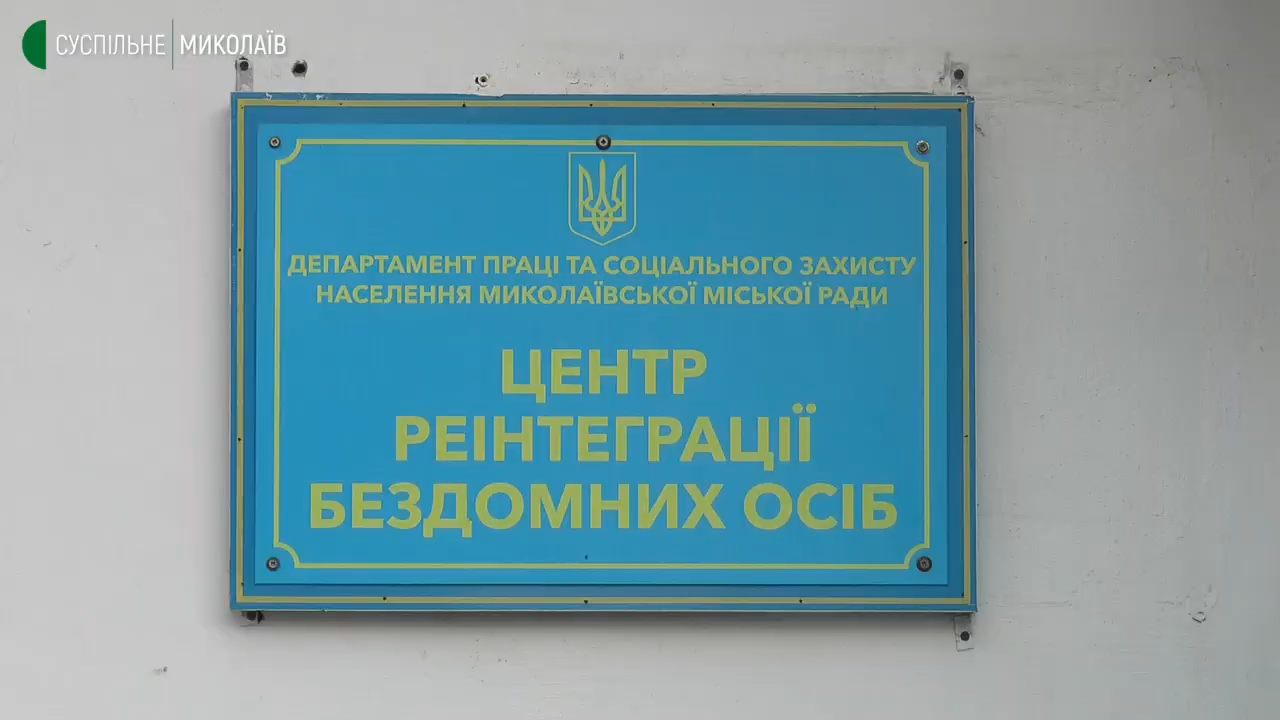 СУСПІЛЬНЕ МИКОЛАЇВ
ДЕПАРТАМЕНТ ПРАЦІ ТА СОЦІАЛЬНОГО ЗАХИСТУ
НАСЕЛЕННЯ МИКОЛАЇВСЬКОЇ МІСЬКОЇ РАДИ
ЦЕНТР
РЕІНТЕГРАЦІЇ
БЕЗДОМНИХ ОСІБ